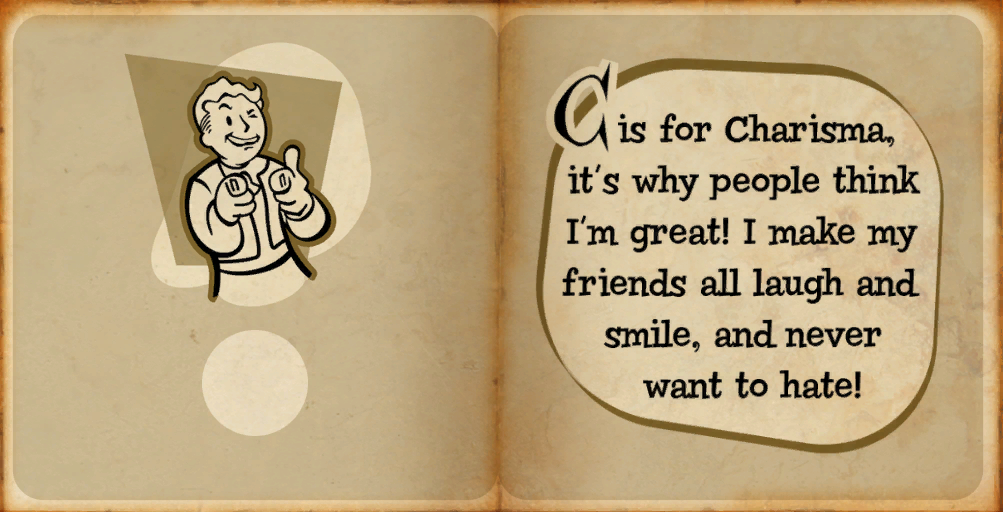 C is for Charisma,
it's why people think
I'm great! I make my
friends all laugh and
smile, and never
want to hate!